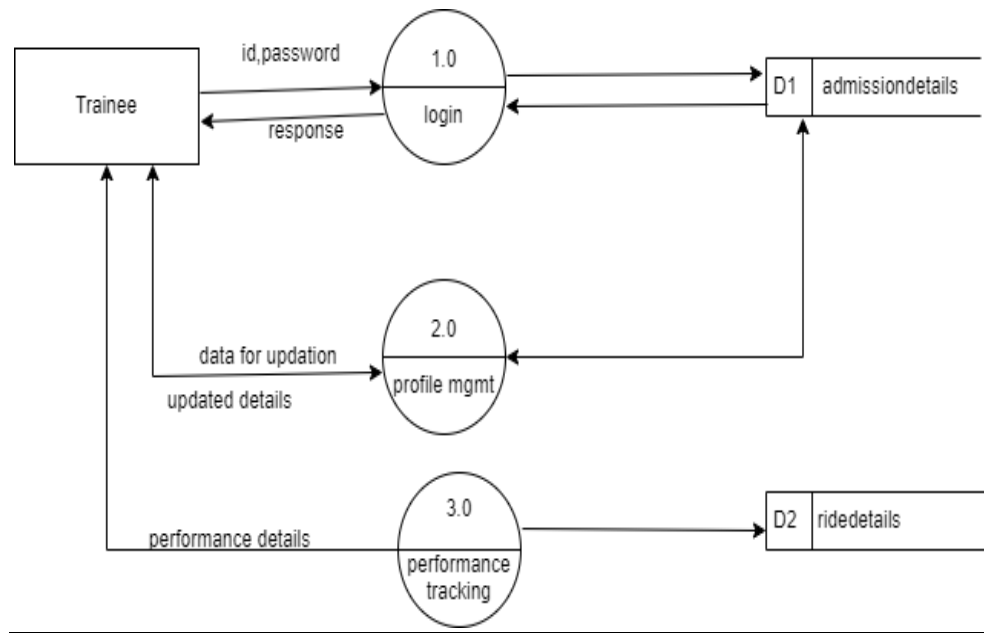 id,password
1.0
Trainee
D1
admissiondetails
login
response
2.0
data for updation
profile mgmt
updated details
3.0
D2
ridedetails
performance details
performance
tracking